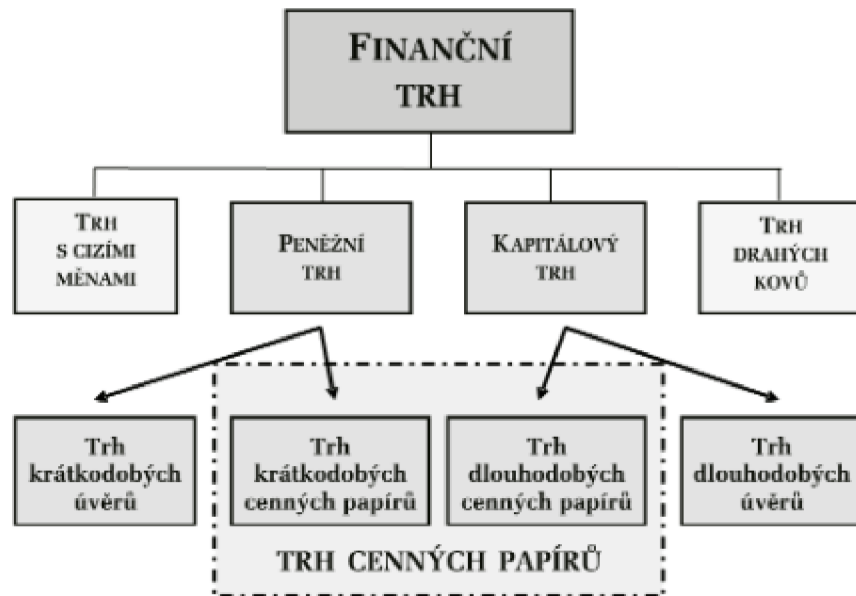 FINANČNÍ
TRH
TRH
S CIZÍMI
MĚNAMI
PENĚŽNÍ
TRH
KAPITÁLOVÝ
TRH
TRH
DRAHÝCH
KOVŮ
Trh
krátkodobých
úvěrů
Trh
krátkodobých
cenných papírů
Trh
dlouhodobých
cenných papírů
Trh
dlouhodobých
úvěrů
TRH CENNÝCH PAPÍRŮ